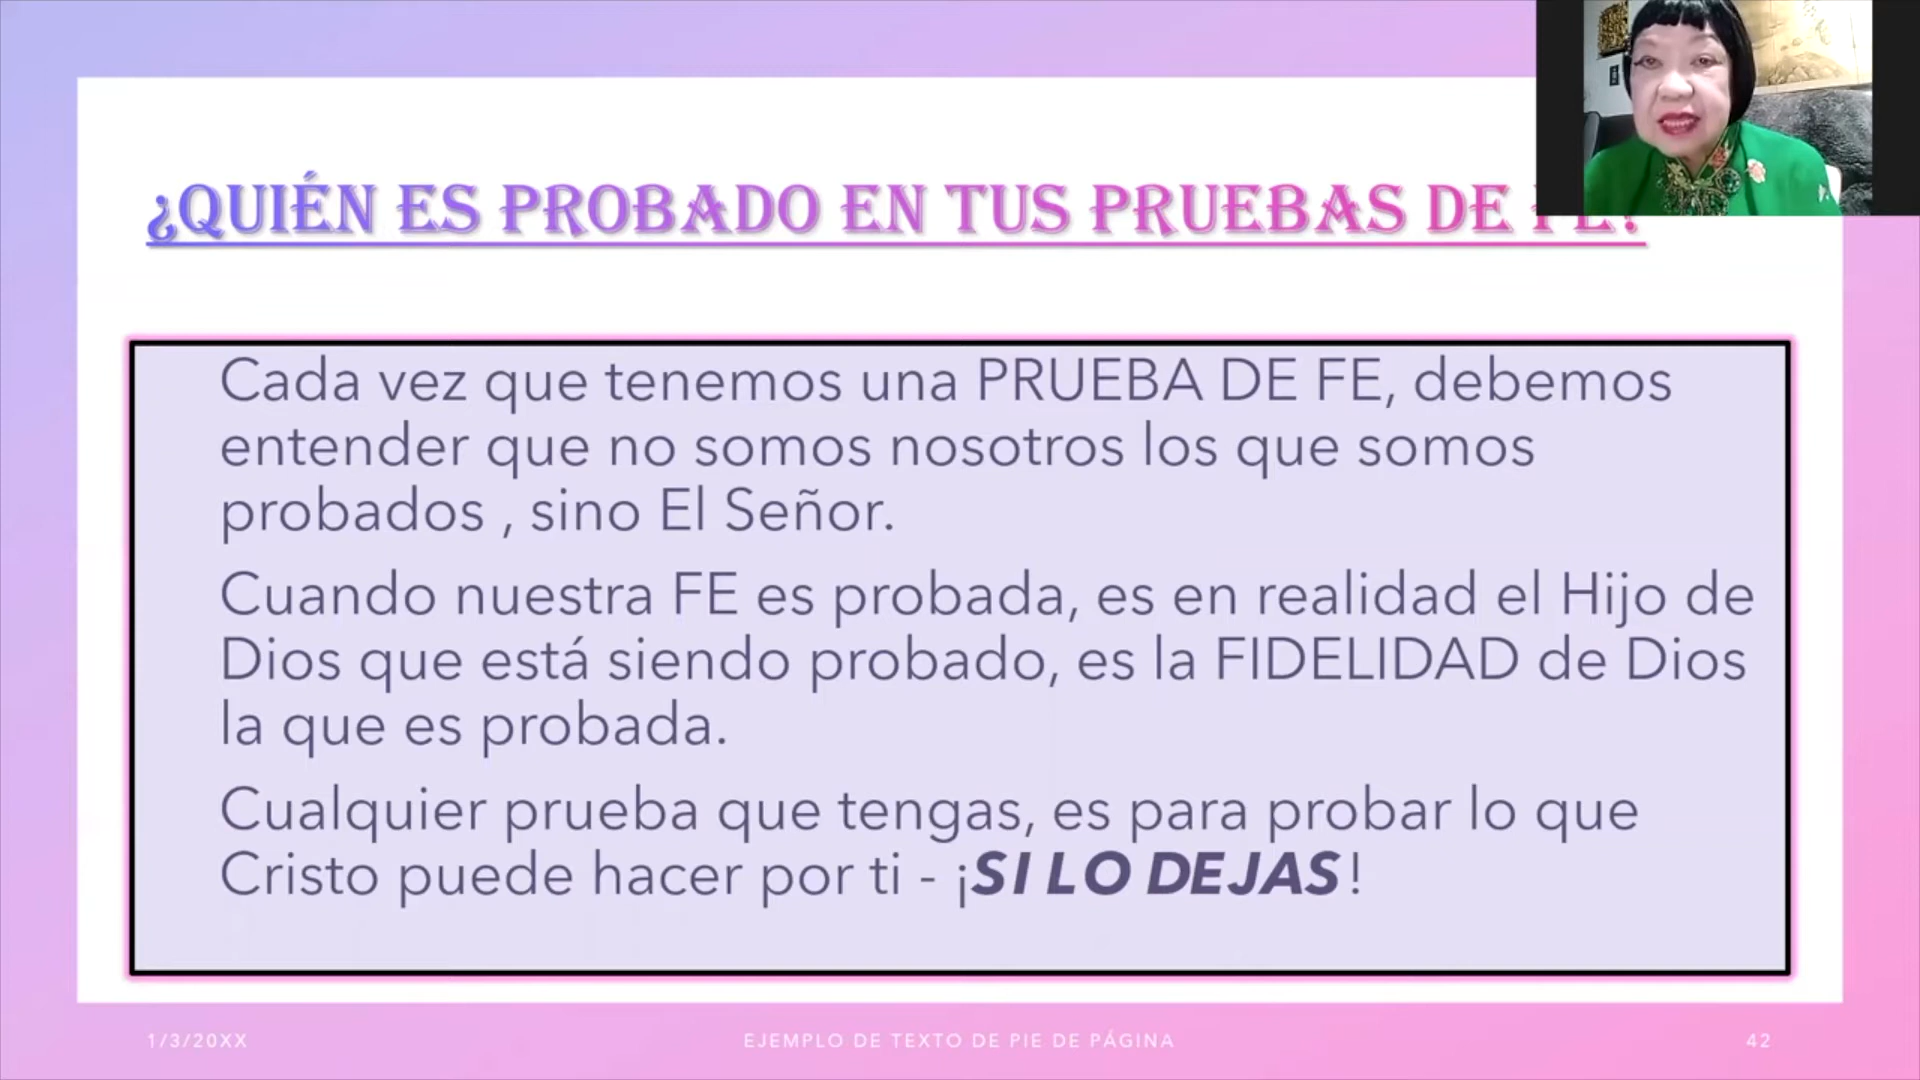 ¿QUIÉN ES PROBADO EN TUS PRUEBAS DE FE?
Cada vez que tenemos una PRUEBA DE FE, debemos
entender que no somos nosotros los que somos
probados , sino El Señor.
Cuando nuestra FE es probada, es en realidad el Hijo de
Dios que está siendo probado, es la FIDELIDAD de Dios
la que es probada.
Cualquier prueba que tengas, es para probar lo que
Cristo puede hacer por ti - ¡SI LO DEJAS!
1/3/20XX
EJEMPLO DE TEXTO DE PIE DE PÁGINA
42